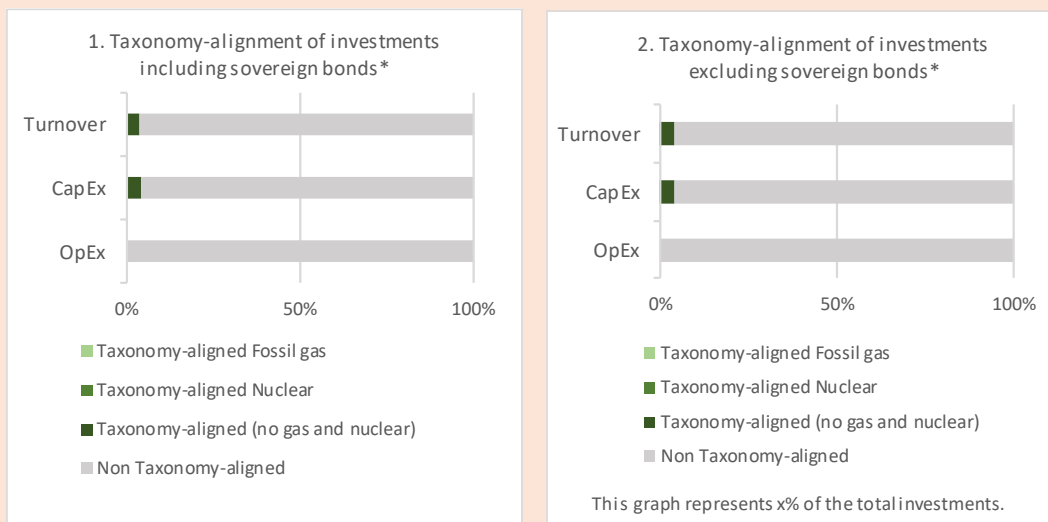 1. Taxonomy-alignment of investments
including sovereign bonds*
Turnover
CapEx
OpEx
0%
50%
100%
Taxonomy-aligned Fossil gas
Taxonomy-aligned Nuclear
Taxonomy-aligned (no gas and nuclear)
Non Taxonomy-aligned
2. Taxonomy-alignment of investments
excluding sovereign bonds*
Turnover
CapEx
OpEx
0%
50%
100%
Taxonomy-aligned Fossil gas
Taxonomy-aligned Nuclear
Taxonomy-aligned (no gas and nuclear)
Non Taxonomy-aligned
This graph represents x% of the total investments.